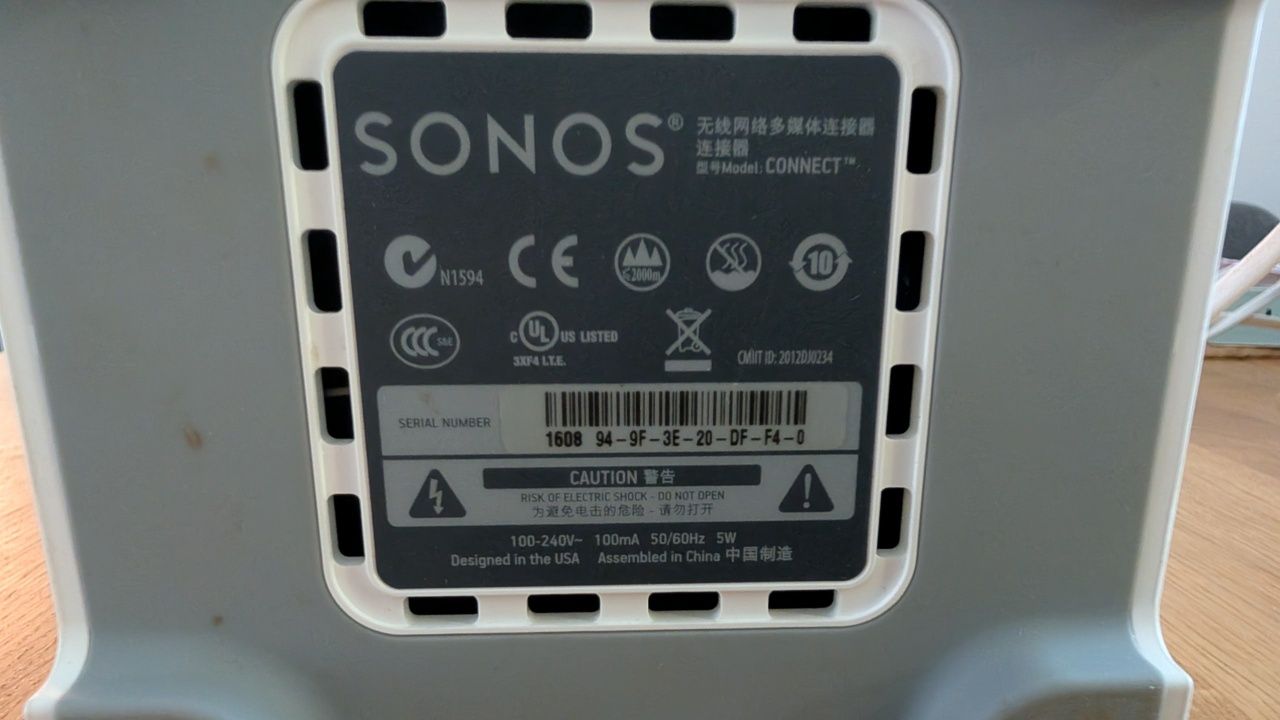 SONOS® 无线网络多媒体连接器
连接器
型号Model: CONNECT™
N1594
CE
≤2000m
10
CCC S&E
C UL US LISTED
3XF4 I.T.E.
CMIIT ID: 2012DJ0234
SERIAL NUMBER
1608 94-9F-3E-20-DF-F4-0
CAUTION 警告
RISK OF ELECTRIC SHOCK - DO NOT OPEN
为避免电击的危险 - 请勿打开
100-240V~ 100mA 50/60Hz 5W
Designed in the USA Assembled in China 中国制造